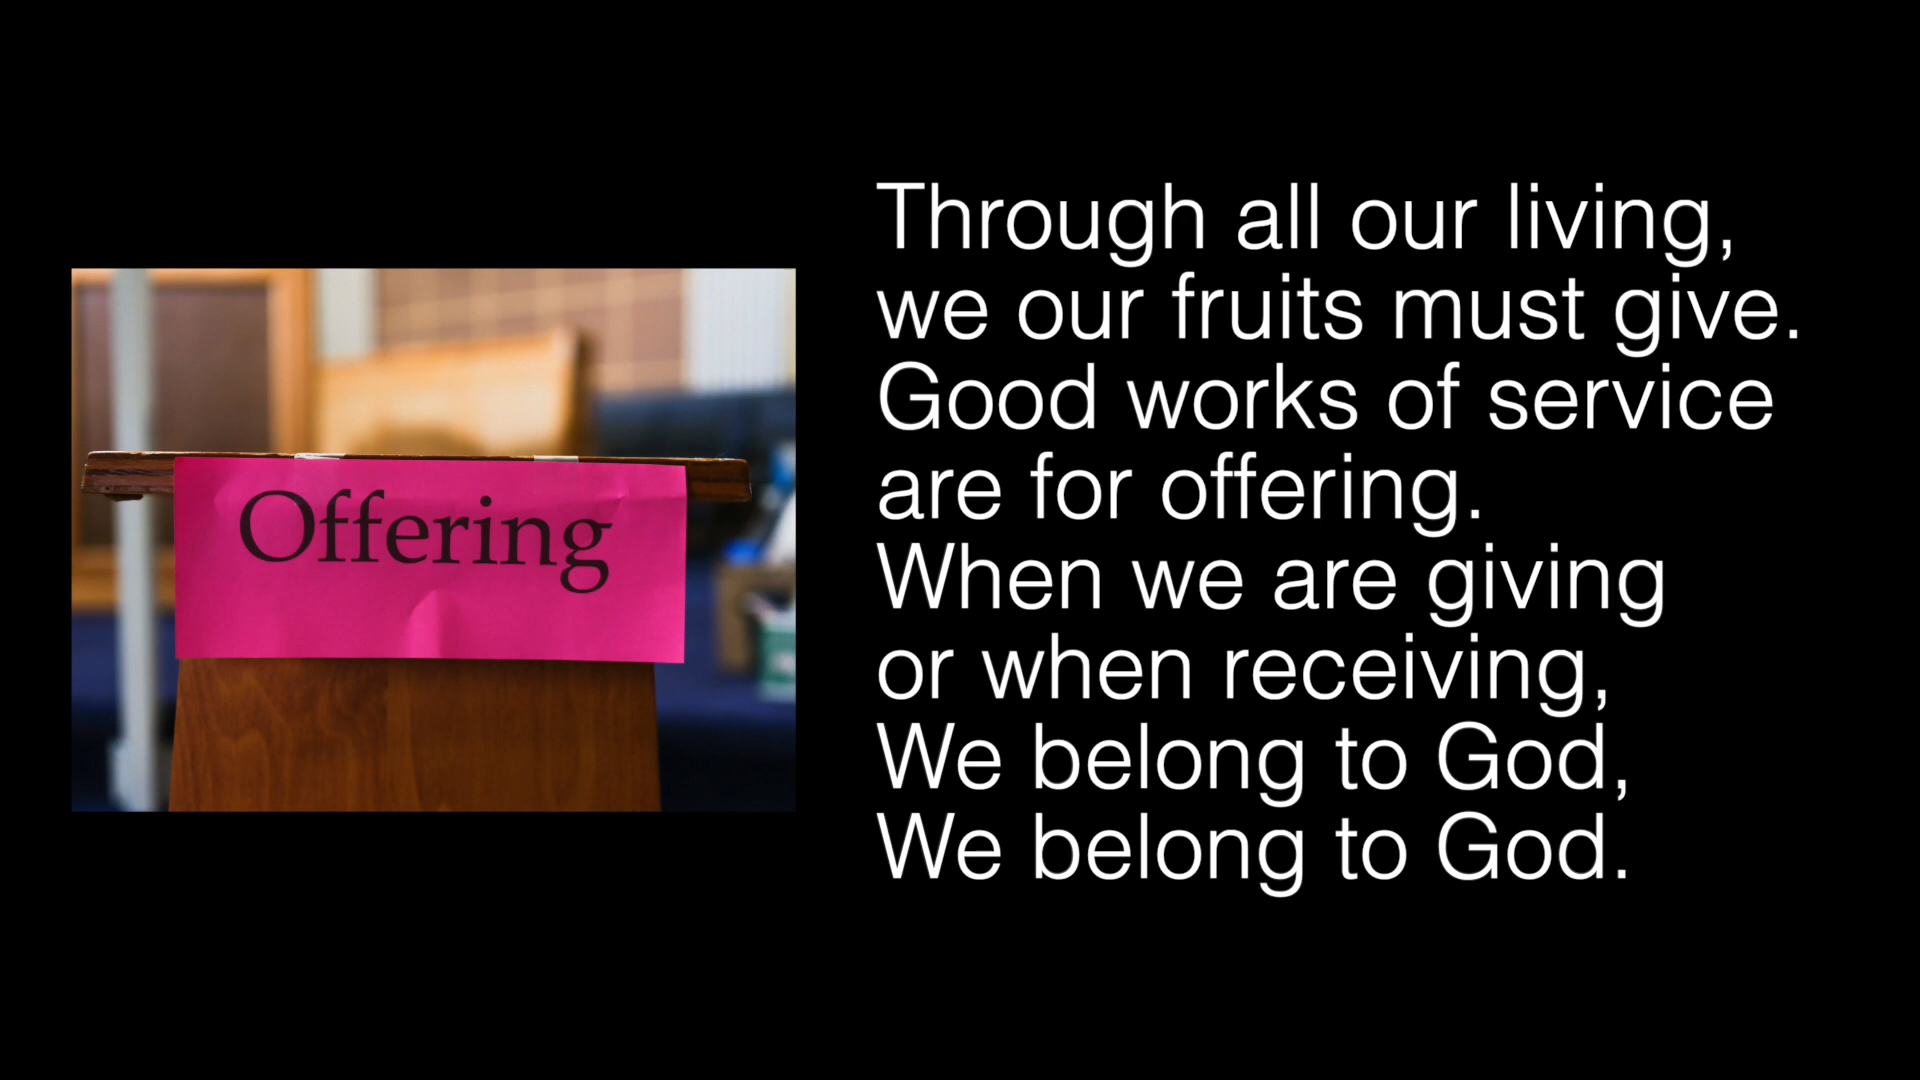 Offering
Through all our living,
we our fruits must give.
Good works of service
are for offering.
When we are giving
or when receiving,
We belong to God,
We belong to God.